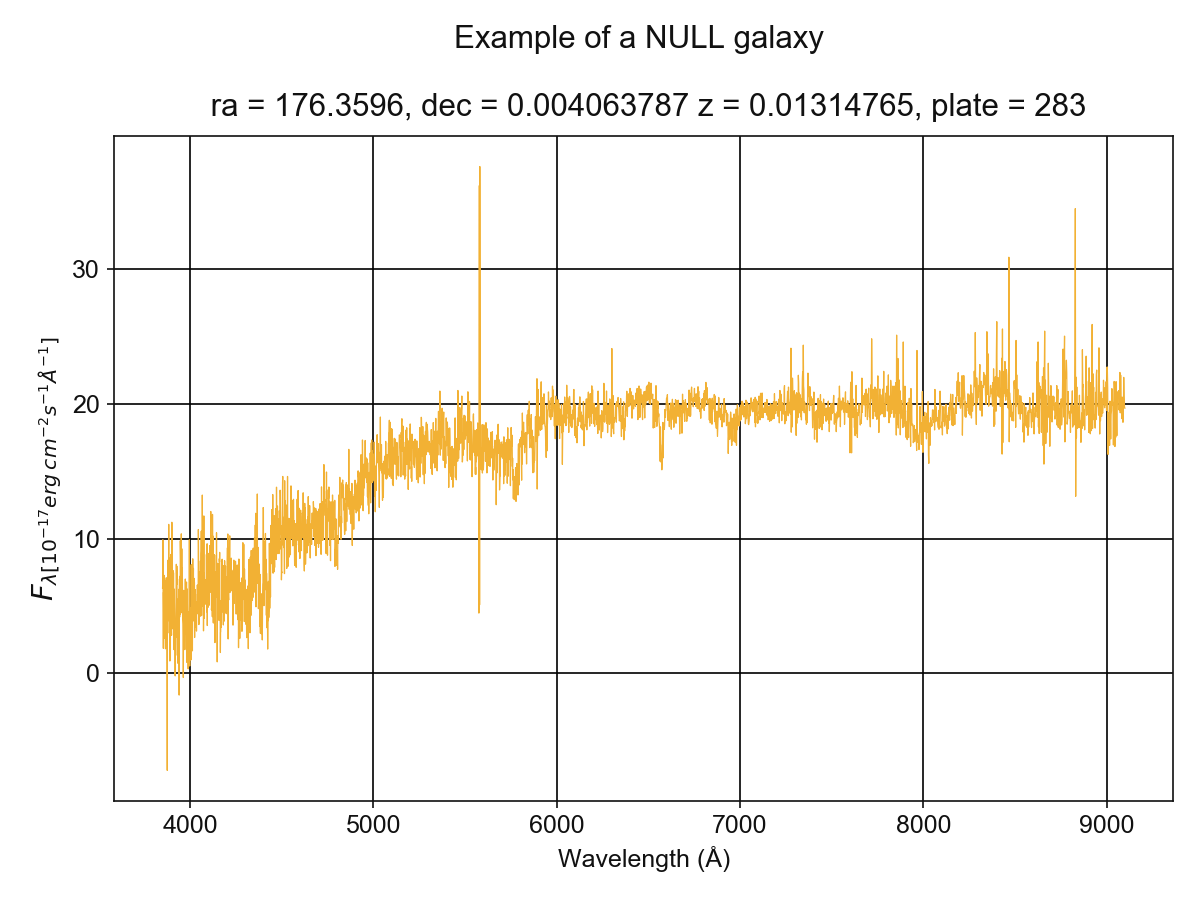 Example of a NULL galaxy
ra = 176.3596, dec = 0.004063787 z = 0.01314765, plate = 283
30
20
10
0
F_{λ[10^{-17} erg cm^{-2}s^{-1}Å^{-1}]}
4000 5000 6000 7000 8000 9000
Wavelength (Å)